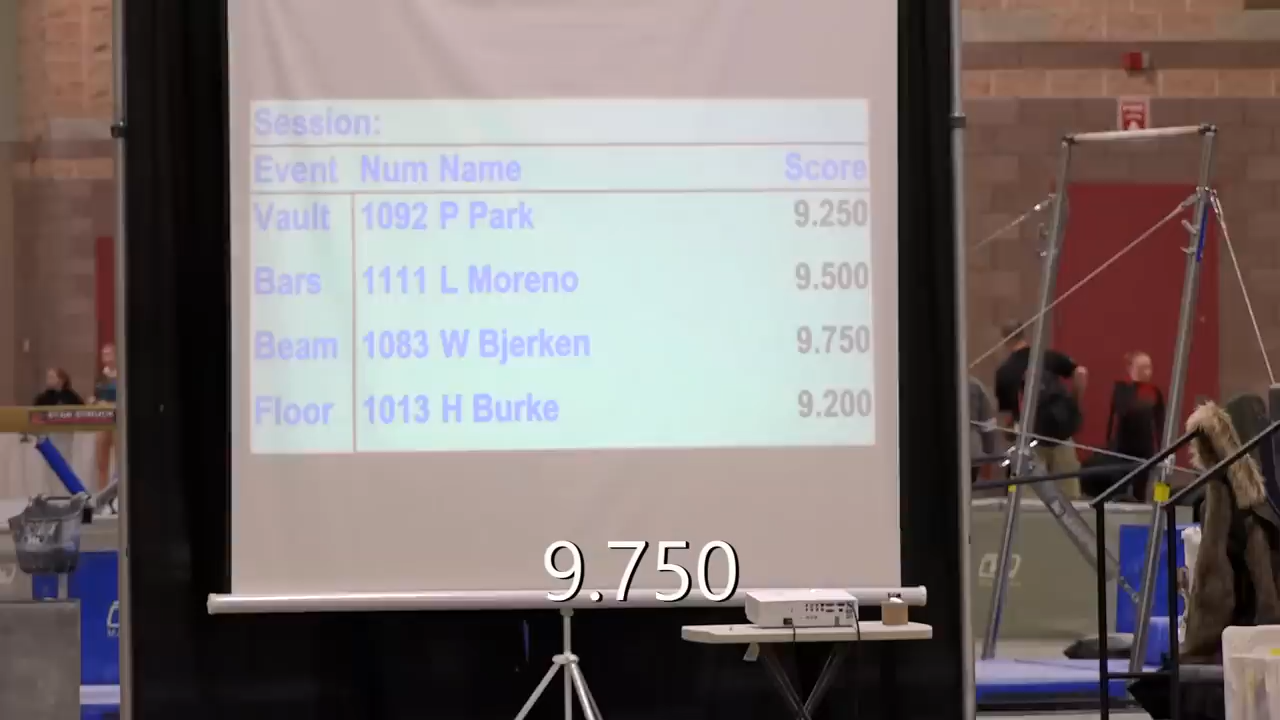 Session:
Event Num Name Score
Vault 1092 P Park 9.250
Bars 1111 L Moreno 9.500
Beam 1083 W Bjerken 9.750
Floor 1013 H Burke 9.200
9.750